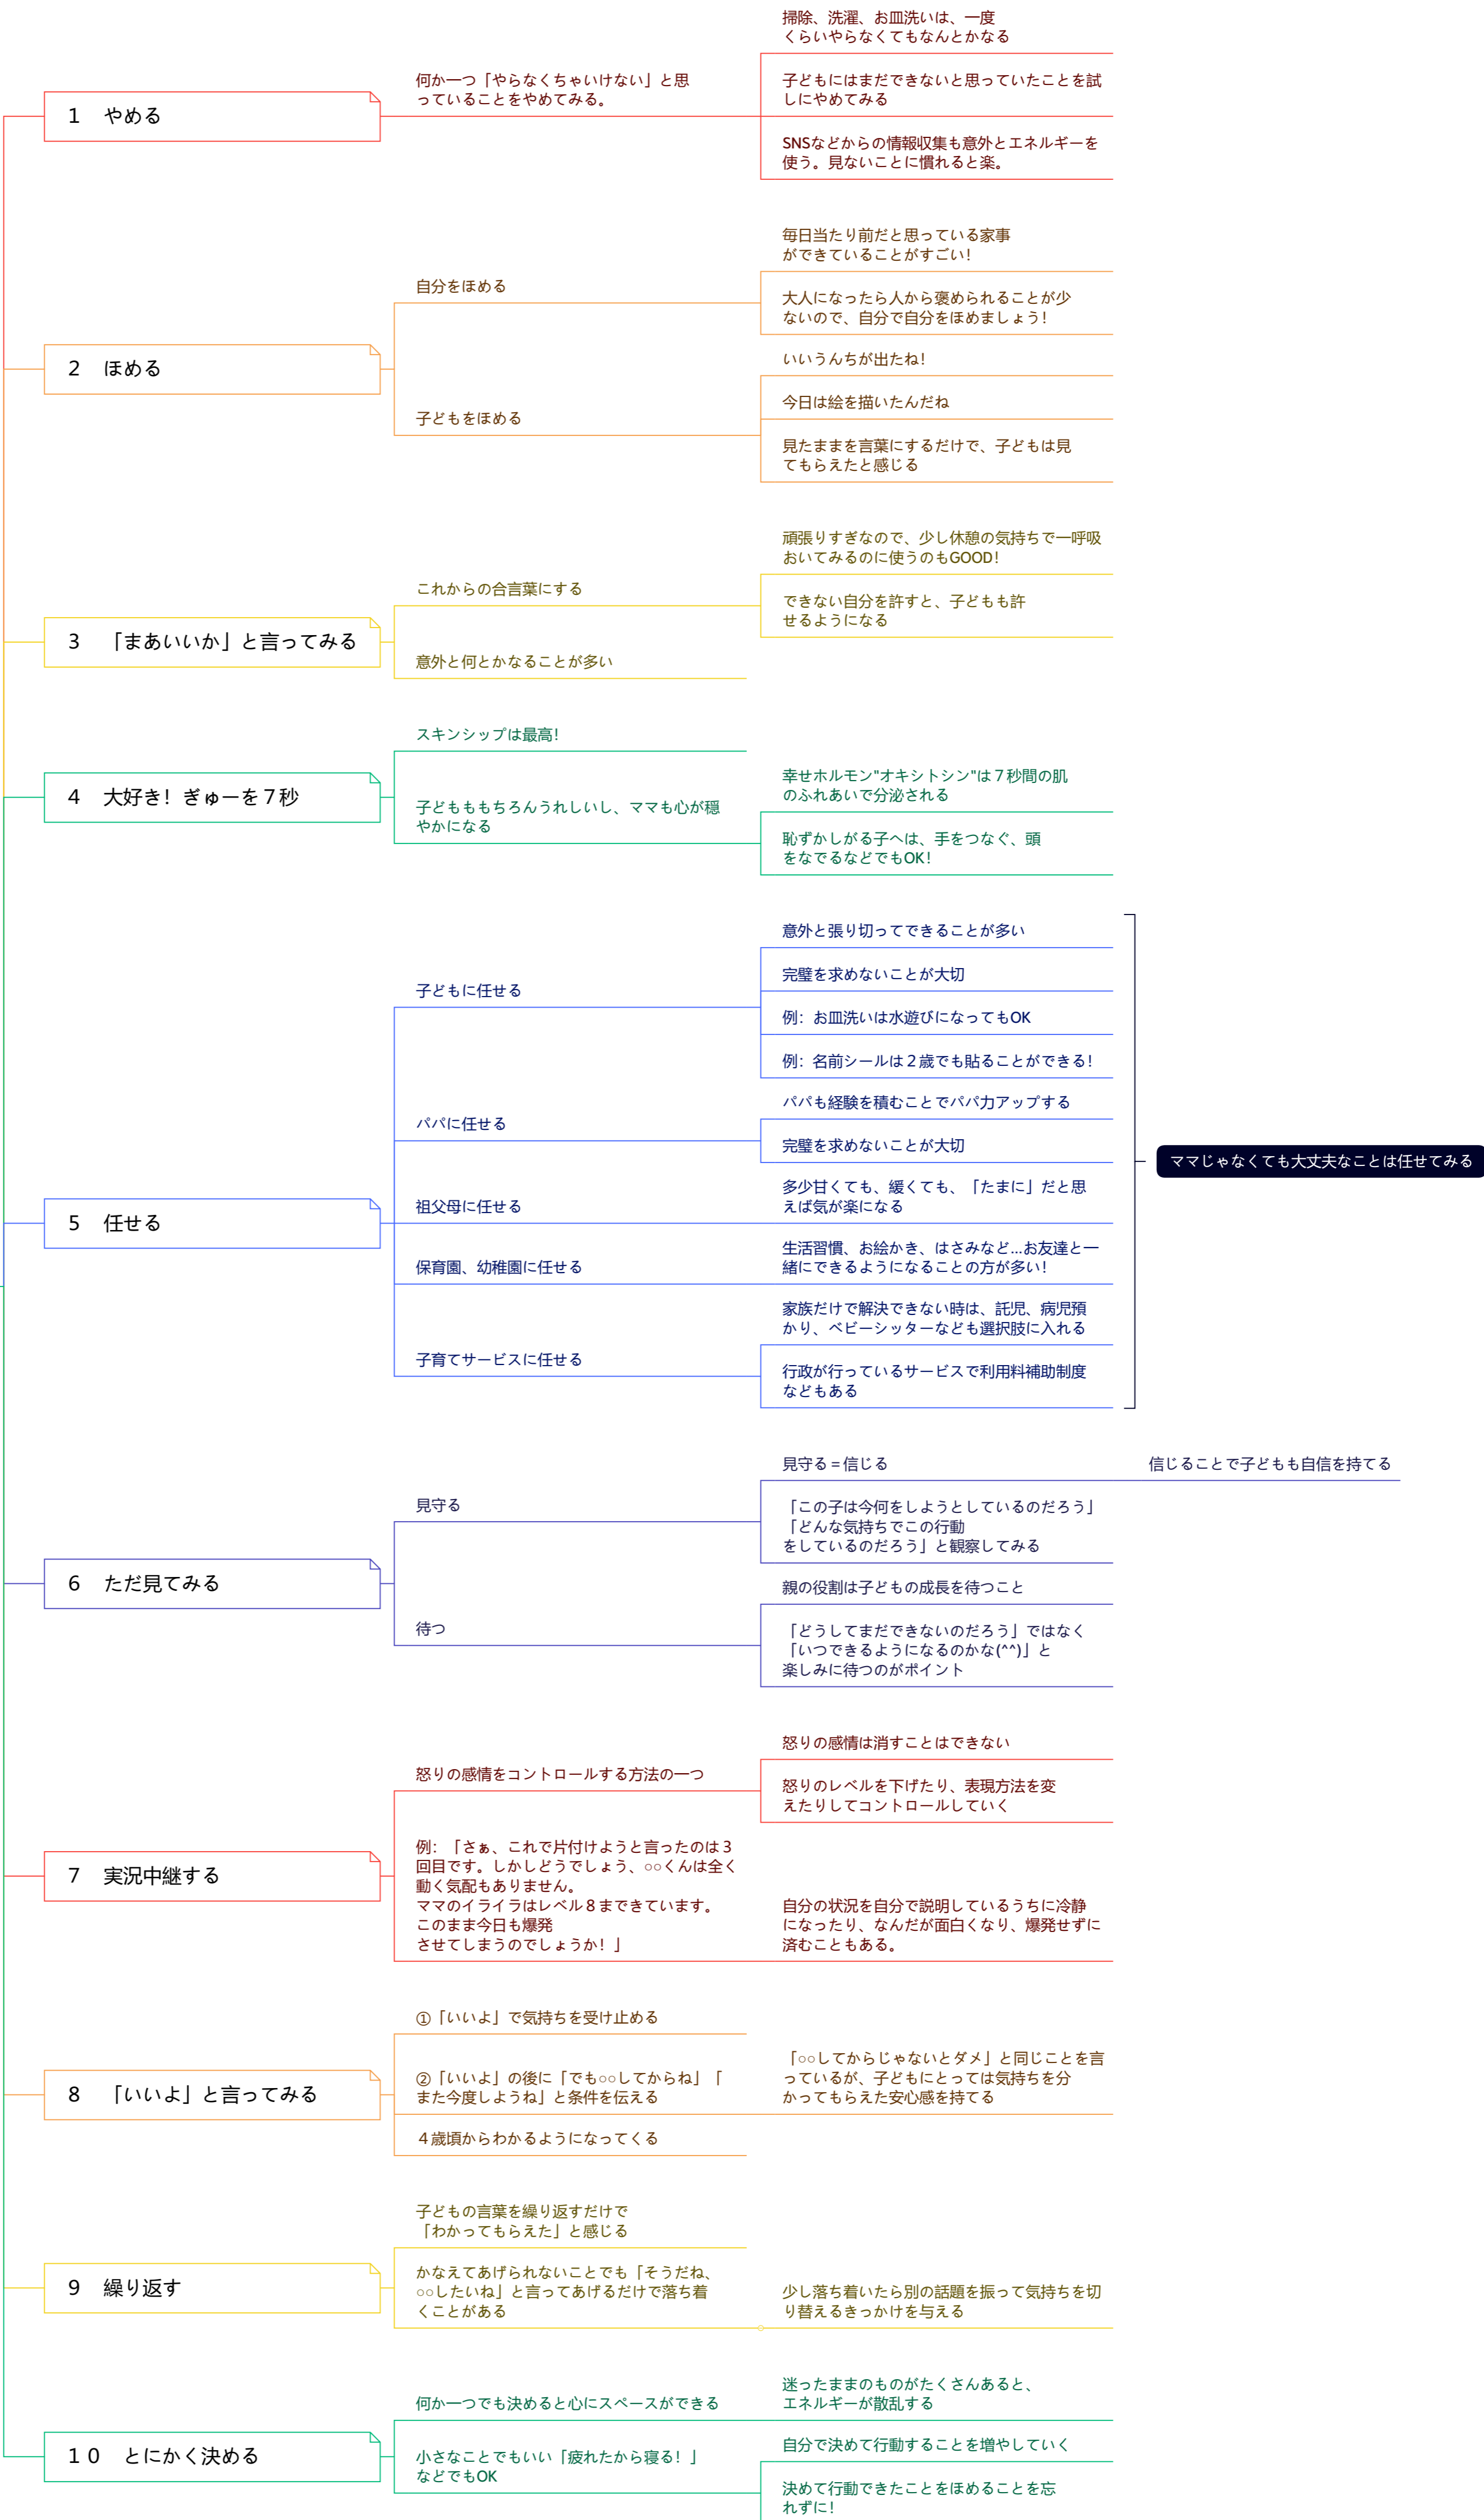 １　やめる
何か一つ「やらなくちゃいけない」と思
っていることをやめてみる。
掃除、洗濯、お皿洗いは、一度
くらいやらなくてもなんとかなる
子どもにはまだできないと思っていたことを試
しにやめてみる
SNSなどからの情報収集も意外とエネルギーを
使う。見ないことに慣れると楽。
２　ほめる
自分をほめる
毎日当たり前だと思っている家事
ができていることがすごい！
大人になったら人から褒められることが少
ないので、自分で自分をほめましょう！
子どもをほめる
いいうんちが出たね！
今日は絵を描いたんだね
見たままを言葉にするだけで、子どもは見
てもらえたと感じる
３　「まあいいか」と言ってみる
これからの合言葉にする
頑張りすぎなので、少し休憩の気持ちで一呼吸
おいてみるのに使うのもGOOD！
できない自分を許すと、子どもも許
せるようになる
意外と何とかなることが多い
４　大好き！ぎゅーを７秒
スキンシップは最高！
子どもももちろんうれしいし、ママも心が穏
やかになる
幸せホルモン"オキシトシン"は７秒間の肌
のふれあいで分泌される
恥ずかしがる子へは、手をつなぐ、頭
をなでるなどでもOK！
５　任せる
子どもに任せる
意外と張り切ってできることが多い
完璧を求めないことが大切
例：お皿洗いは水遊びになってもOK
例：名前シールは２歳でも貼ることができる！
パパに任せる
パパも経験を積むことでパパ力アップする
完璧を求めないことが大切
祖父母に任せる
多少甘くても、緩くても、「たまに」だと思
えば気が楽になる
保育園、幼稚園に任せる
生活習慣、お絵かき、はさみなど...お友達と一
緒にできるようになることの方が多い！
子育てサービスに任せる
家族だけで解決できない時は、託児、病児預
かり、ベビーシッターなども選択肢に入れる
行政が行っているサービスで利用料補助制度
などもある
ママじゃなくても大丈夫なことは任せてみる
６　ただ見てみる
見守る
見守る＝信じる
信じることで子どもも自信を持てる
「この子は今何をしようとしているのだろう」
「どんな気持ちでこの行動
をしているのだろう」と観察してみる
待つ
親の役割は子どもの成長を待つこと
「どうしてまだできないのだろう」ではなく
「いつできるようになるのかな(^^)」と
楽しみに待つのがポイント
７　実況中継する
怒りの感情をコントロールする方法の一つ
怒りの感情は消すことはできない
怒りのレベルを下げたり、表現方法を変
えたりしてコントロールしていく
例：「さぁ、これで片付けようと言ったのは３
回目です。しかしどうでしょう、○○くんは全く
動く気配もありません。
ママのイライラはレベル８まできています。
このまま今日も爆発
させてしまうのでしょうか！」
自分の状況を自分で説明しているうちに冷静
になったり、なんだが面白くなり、爆発せずに
済むこともある。
８　「いいよ」と言ってみる
①「いいよ」で気持ちを受け止める
②「いいよ」の後に「でも○○してからね」「
また今度しようね」と条件を伝える
「○○してからじゃないとダメ」と同じことを言
っているが、子どもにとっては気持ちを分
かってもらえた安心感を持てる
４歳頃からわかるようになってくる
９　繰り返す
子どもの言葉を繰り返すだけで
「わかってもらえた」と感じる
かなえてあげられないことでも「そうだね、
○○したいね」と言ってあげるだけで落ち着
くことがある
少し落ち着いたら別の話題を振って気持ちを切
り替えるきっかけを与える
１０　とにかく決める
何か一つでも決めると心にスペースができる
迷ったままのものがたくさんあると、
エネルギーが散乱する
小さなことでもいい「疲れたから寝る！」
などでもOK
自分で決めて行動することを増やしていく
決めて行動できたことをほめることを忘
れずに！